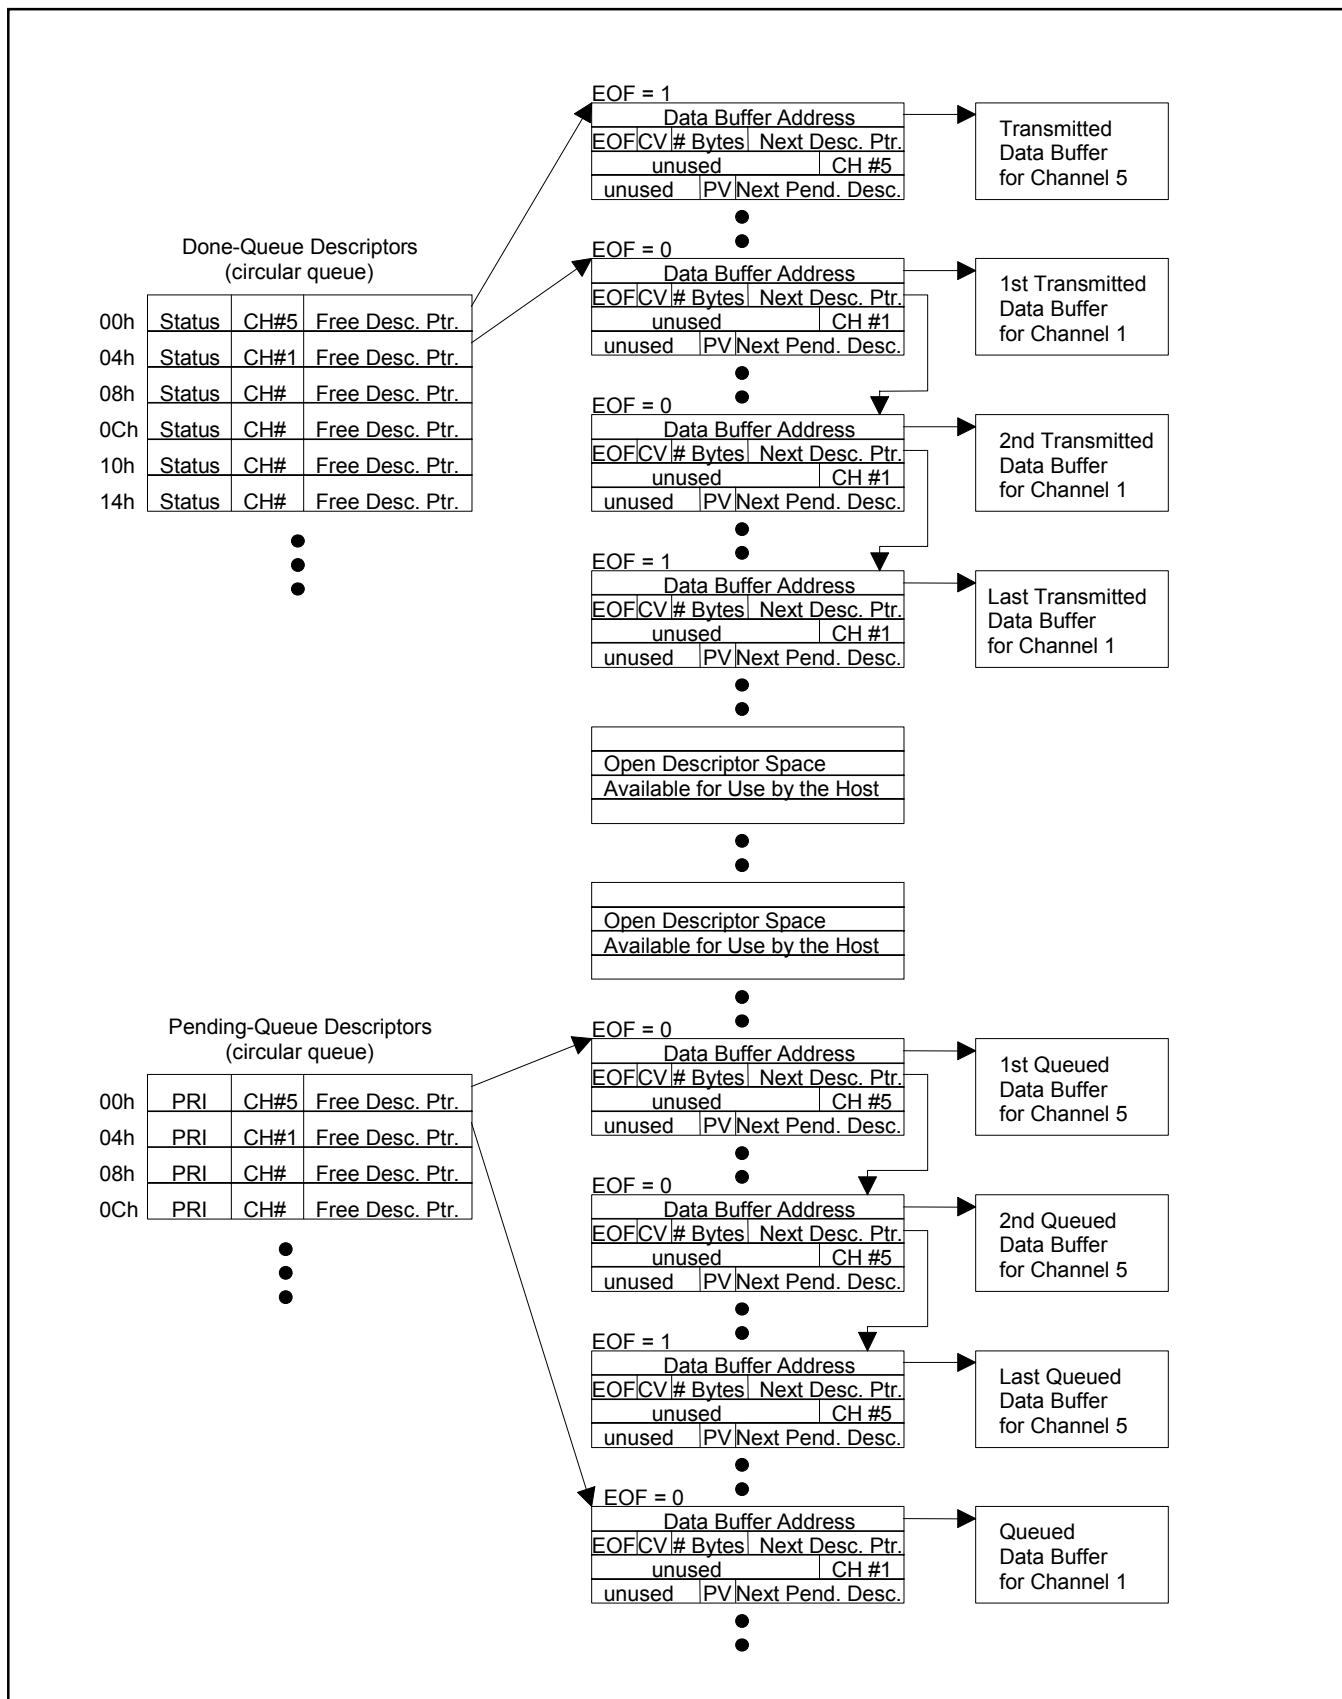 EOF = 1
Data Buffer Address
EOF CV # Bytes Next Desc. Ptr.
unused CH #5
unused PV Next Pend. Desc.
Transmitted
Data Buffer
for Channel 5
Done-Queue Descriptors
(circular queue)
00h Status CH#5 Free Desc. Ptr.
04h Status CH#1 Free Desc. Ptr.
08h Status CH# Free Desc. Ptr.
0Ch Status CH# Free Desc. Ptr.
10h Status CH# Free Desc. Ptr.
14h Status CH# Free Desc. Ptr.
EOF = 0
Data Buffer Address
EOF CV # Bytes Next Desc. Ptr.
unused CH #1
unused PV Next Pend. Desc.
1st Transmitted
Data Buffer
for Channel 1
EOF = 0
Data Buffer Address
EOF CV # Bytes Next Desc. Ptr.
unused CH #1
unused PV Next Pend. Desc.
2nd Transmitted
Data Buffer
for Channel 1
EOF = 1
Data Buffer Address
EOF CV # Bytes Next Desc. Ptr.
unused CH #1
unused PV Next Pend. Desc.
Last Transmitted
Data Buffer
for Channel 1
Open Descriptor Space
Available for Use by the Host
Open Descriptor Space
Available for Use by the Host
Pending-Queue Descriptors
(circular queue)
00h PRI CH#5 Free Desc. Ptr.
04h PRI CH#1 Free Desc. Ptr.
08h PRI CH# Free Desc. Ptr.
0Ch PRI CH# Free Desc. Ptr.
EOF = 0
Data Buffer Address
EOF CV # Bytes Next Desc. Ptr.
unused CH #5
unused PV Next Pend. Desc.
1st Queued
Data Buffer
for Channel 5
EOF = 0
Data Buffer Address
EOF CV # Bytes Next Desc. Ptr.
unused CH #5
unused PV Next Pend. Desc.
2nd Queued
Data Buffer
for Channel 5
EOF = 1
Data Buffer Address
EOF CV # Bytes Next Desc. Ptr.
unused CH #5
unused PV Next Pend. Desc.
Last Queued
Data Buffer
for Channel 5
EOF = 0
Data Buffer Address
EOF CV # Bytes Next Desc. Ptr.
unused CH #1
unused PV Next Pend. Desc.
Queued
Data Buffer
for Channel 1